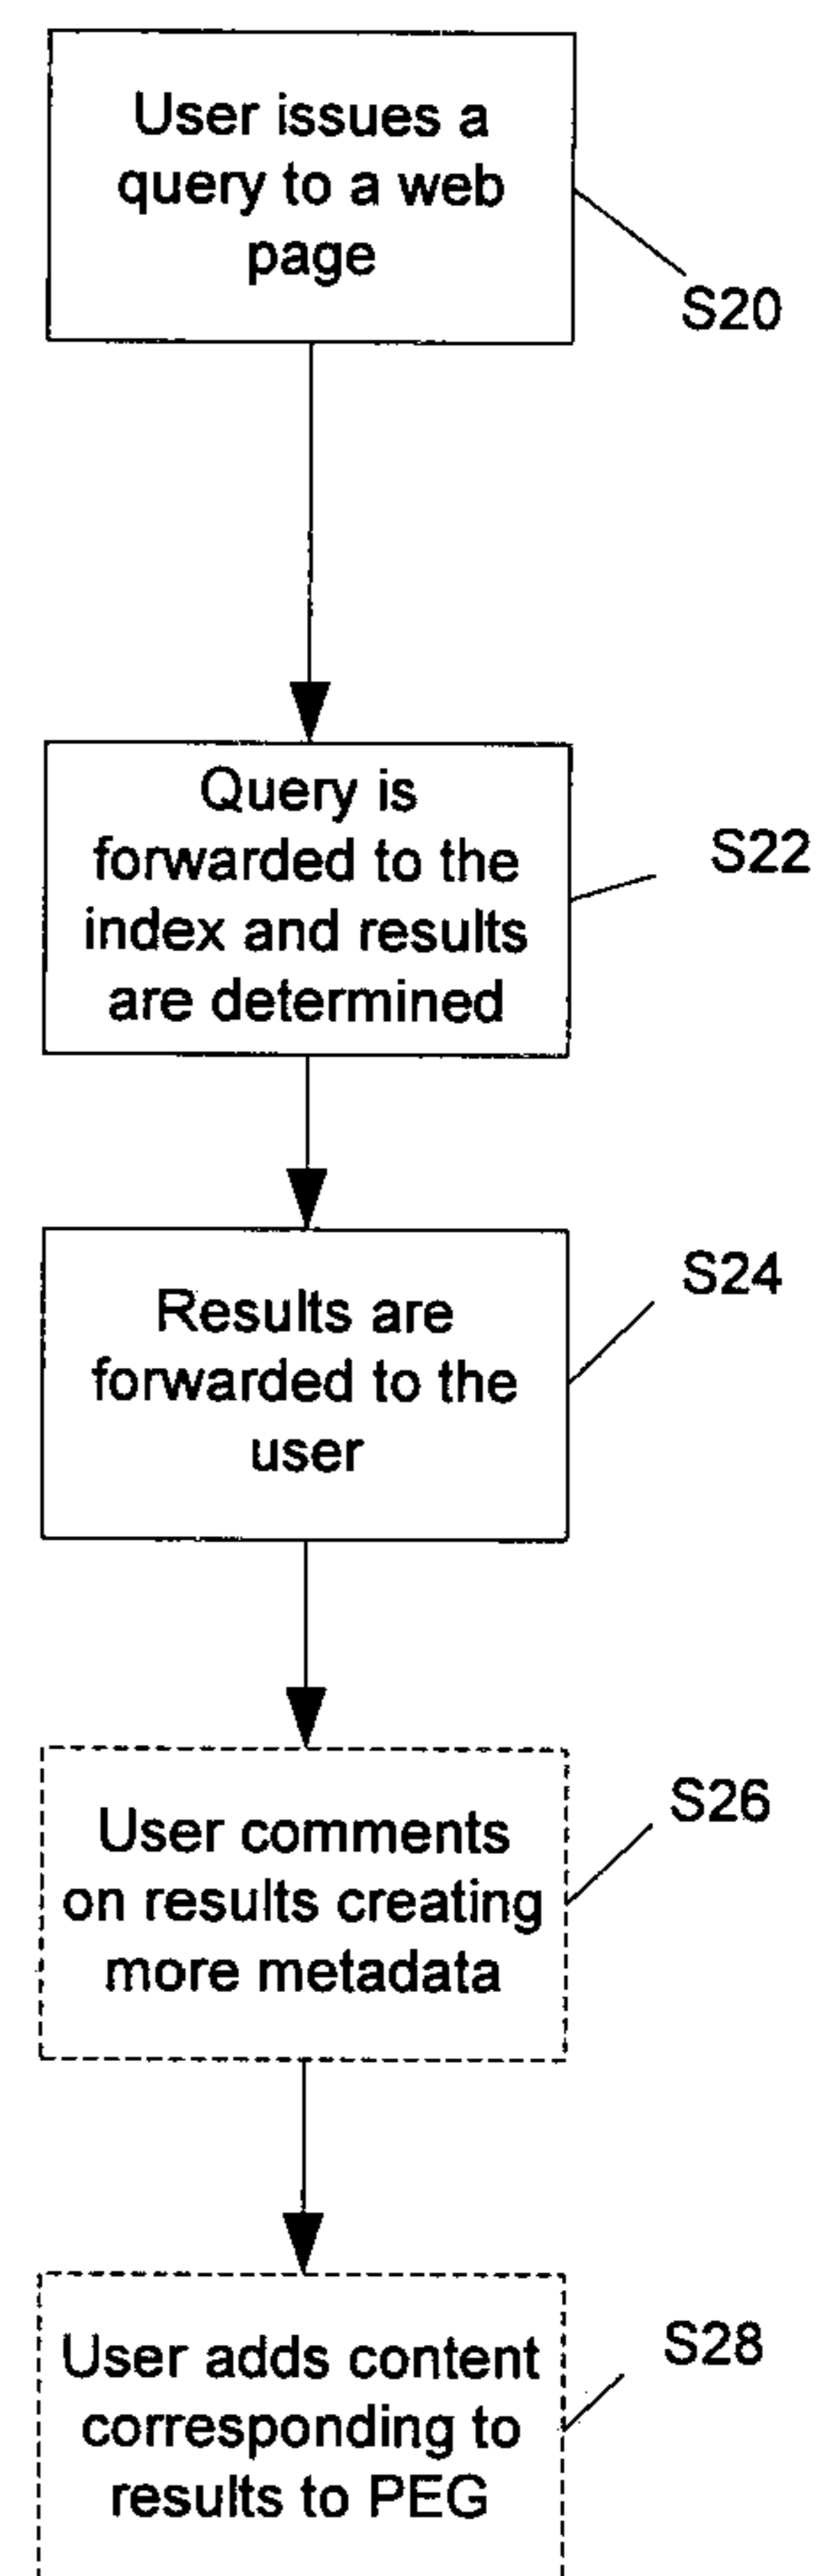 User issues a
query to a web
page
S20
Query is
forwarded to the
index and results
are determined
S22
Results are
forwarded to the
user
S24
User comments
on results creating
more metadata
S26
User adds content
corresponding to
results to PEG
S28